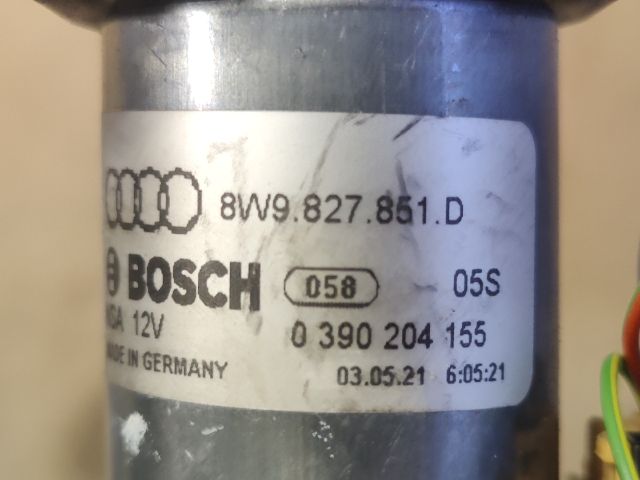 8W9.827.851.D
BOSCH 058 05S
12V 0 390 204 155
MADE IN GERMANY
03.05.21 6:05:21